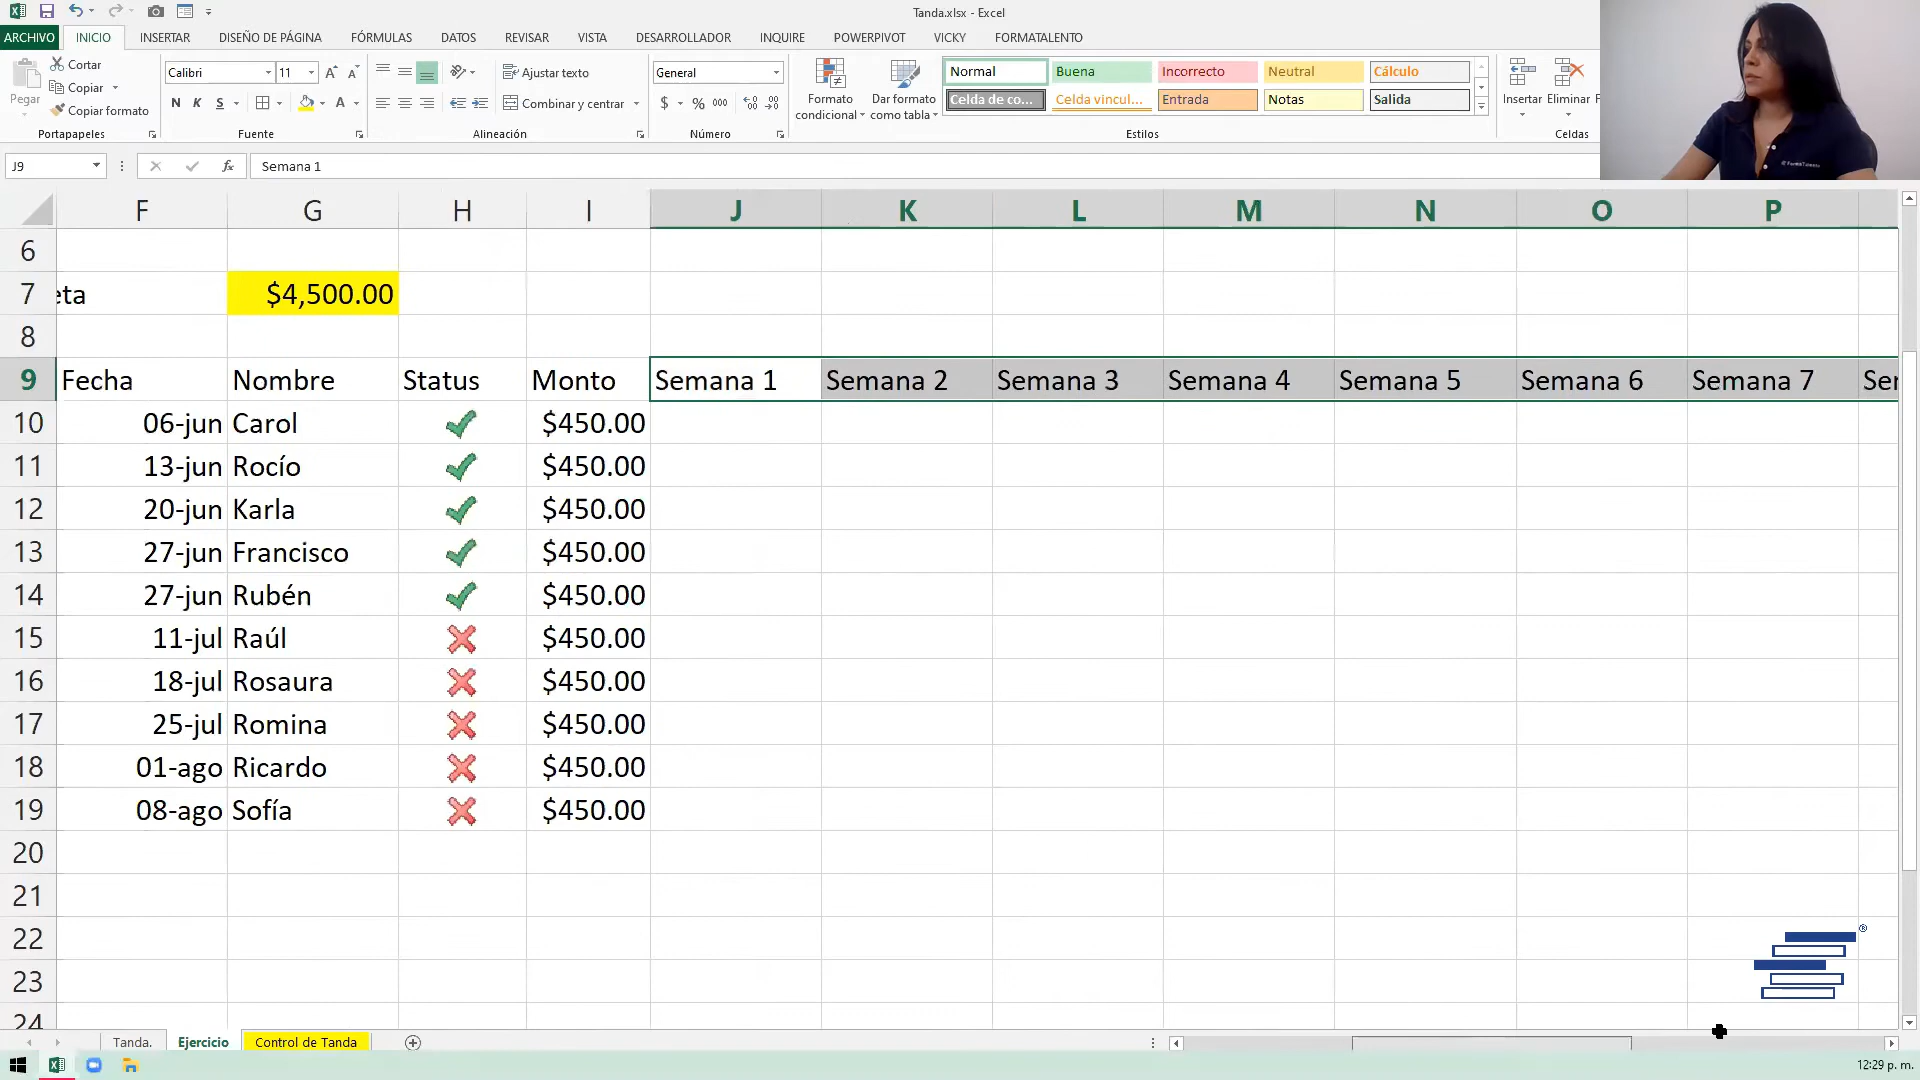 Tanda.xlsx - Excel
ARCHIVO INICIO INSERTAR DISEÑO DE PÁGINA FÓRMULAS DATOS REVISAR VISTA DESARROLLADOR INQUIRE POWERPIVOT VICKY FORMATALENTO
Pegar
Cortar
Copiar
Copiar formato
Portapapeles
Calibri 11
N K S
Fuente
Ajustar texto
Combinar y centrar
Alineación
General
$ % 000
Número
Formato condicional
Dar formato como tabla
Normal Buena Incorrecto Neutral Cálculo
Celda de co... Celda vincul... Entrada Notas Salida
Estilos
Insertar Eliminar
Celdas
J9 fx Semana 1
F G H I J K L M N O P
6
7 eta $4,500.00
8
9 Fecha Nombre Status Monto Semana 1 Semana 2 Semana 3 Semana 4 Semana 5 Semana 6 Semana 7 Ser
10 06-jun Carol $450.00
11 13-jun Rocío $450.00
12 20-jun Karla $450.00
13 27-jun Francisco $450.00
14 27-jun Rubén $450.00
15 11-jul Raúl $450.00
16 18-jul Rosaura $450.00
17 25-jul Romina $450.00
18 01-ago Ricardo $450.00
19 08-ago Sofía $450.00
20
21
22
23
24
Tanda. Ejercicio Control de Tanda
12:29 p. m.